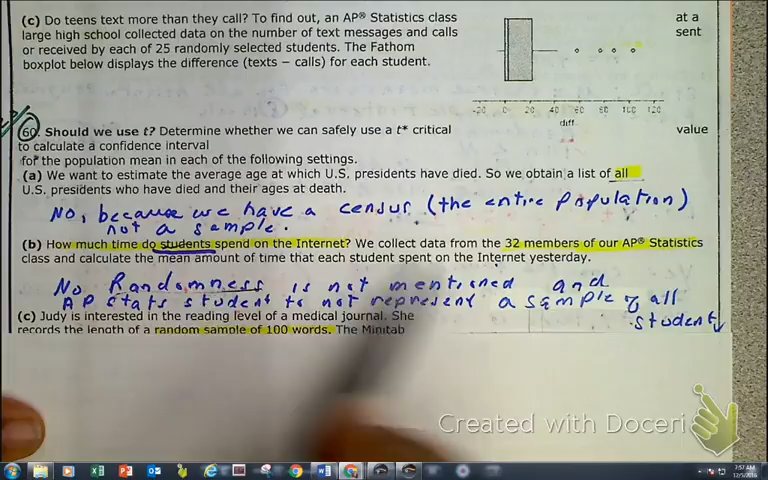 (c) Do teens text more than they call? To find out, an AP® Statistics class at a
large high school collected data on the number of text messages and calls sent
or received by each of 25 randomly selected students. The Fathom
boxplot below displays the difference (texts – calls) for each student.
-20 0 20 40 60 80 100 120
diff
60. Should we use t? Determine whether we can safely use a t* critical value
to calculate a confidence interval
for the population mean in each of the following settings.
(a) We want to estimate the average age at which U.S. presidents have died. So we obtain a list of all
U.S. presidents who have died and their ages at death.
No, because we have a census (the entire population)
not a sample.
(b) How much time do students spend on the Internet? We collect data from the 32 members of our AP® Statistics
class and calculate the mean amount of time that each student spent on the Internet yesterday.
No Randomness is not mentioned and
AP Stats student to not represent a sample of all
student
(c) Judy is interested in the reading level of a medical journal. She
records the length of a random sample of 100 words. The Minitab
Created with Doceri
7:57 AM
12/5/2016